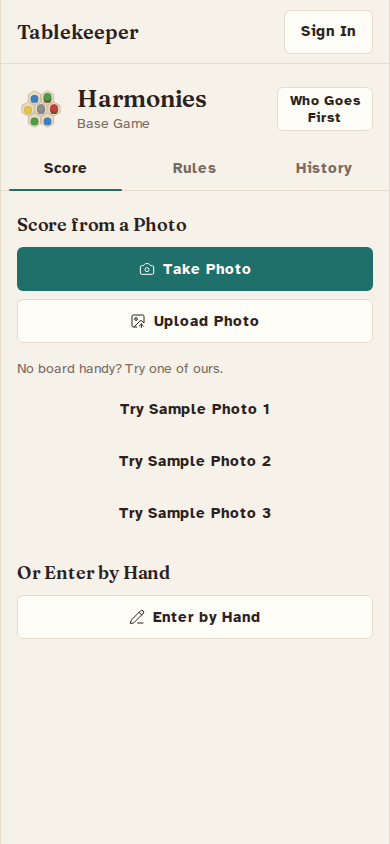 Tablekeeper
Sign In
Harmonies
Base Game
Who Goes
First
Score
Rules
History
Score from a Photo
Take Photo
Upload Photo
No board handy? Try one of ours.
Try Sample Photo 1
Try Sample Photo 2
Try Sample Photo 3
Or Enter by Hand
Enter by Hand